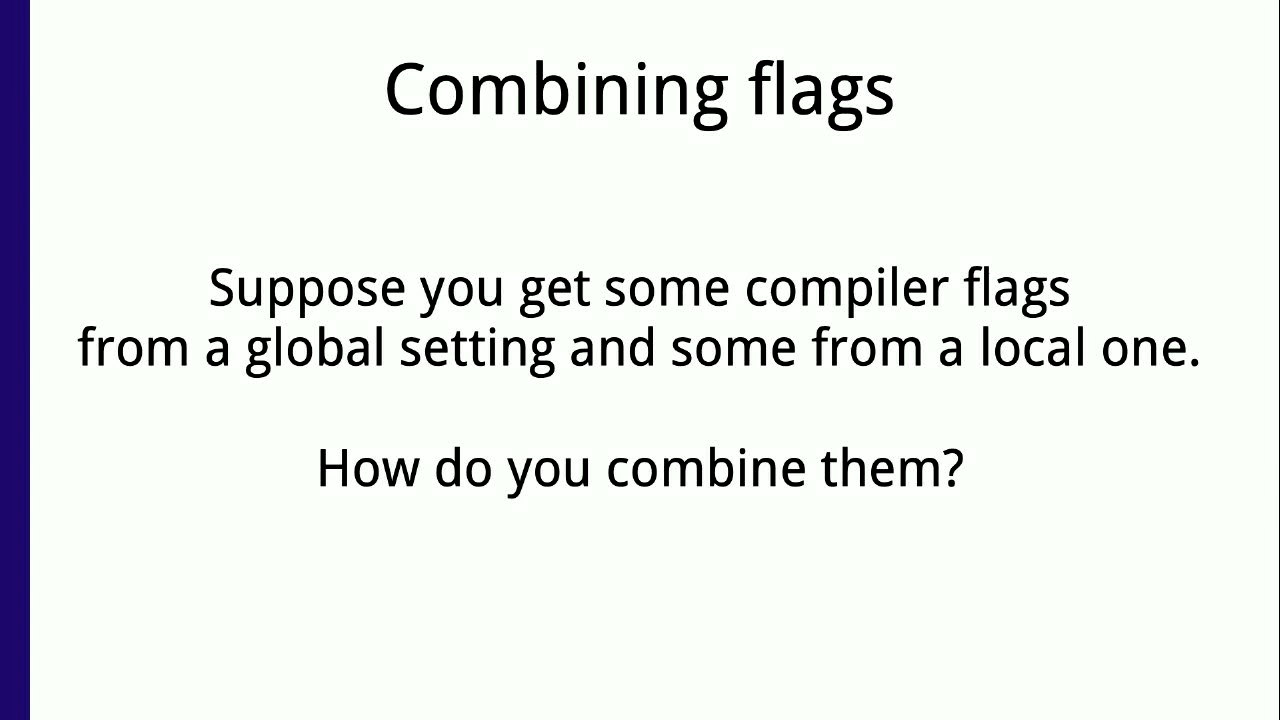 Combining flags
Suppose you get some compiler flags
from a global setting and some from a local one.
How do you combine them?